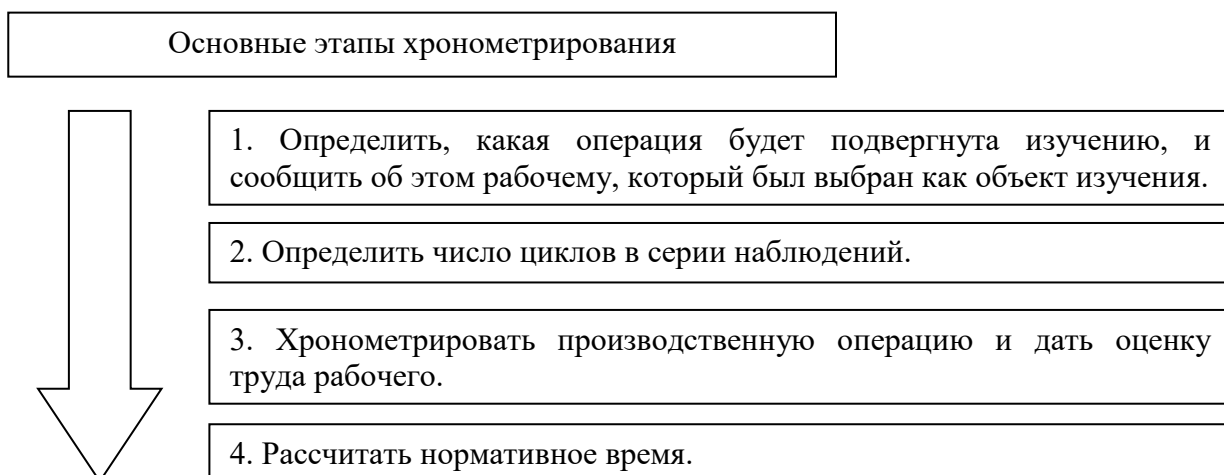 Основные этапы хронометрирования
1. Определить, какая операция будет подвергнута изучению, и
сообщить об этом рабочему, который был выбран как объект изучения.
2. Определить число циклов в серии наблюдений.
3. Хронометрировать производственную операцию и дать оценку
труда рабочего.
4. Рассчитать нормативное время.